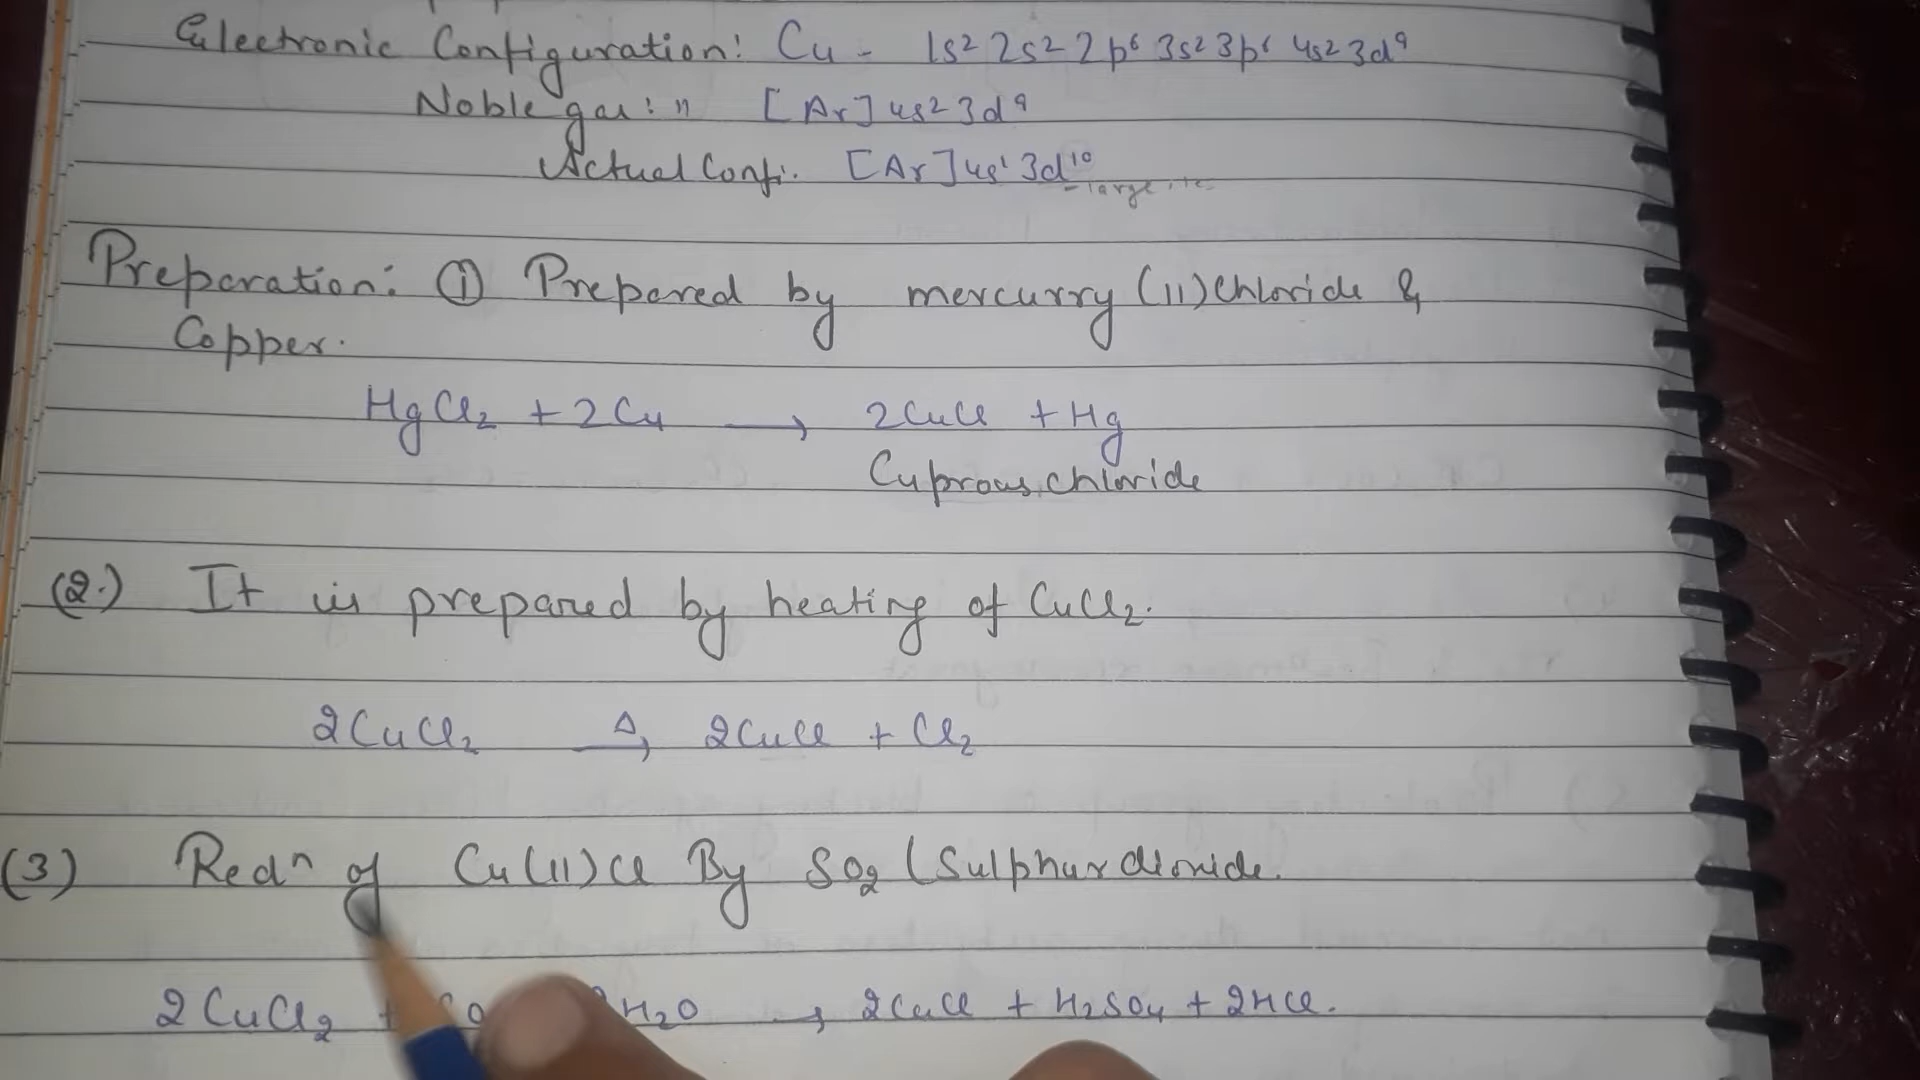 Electronic Configuration: Cu - 1s² 2s² 2p⁶ 3s² 3p⁶ 4s² 3d⁹
Noble gas: " [Ar] 4s² 3d⁹
Actual Confi. [Ar] 4s¹ 3d¹⁰
Preparation: ① Prepared by mercurry (11) Chloride &
Copper.
HgCl₂ + 2Cu → 2CuCl + Hg
Cuprous chloride
(2.) It is prepared by heating of CuCl₂.
2CuCl₂ Δ→ 2CuCl + Cl₂
(3) Redⁿ of Cu(11)Cl By SO₂ (Sulphur dioxide.
2CuCl₂ + H₂O → 2CuCl + H₂SO₄ + 2HCl.